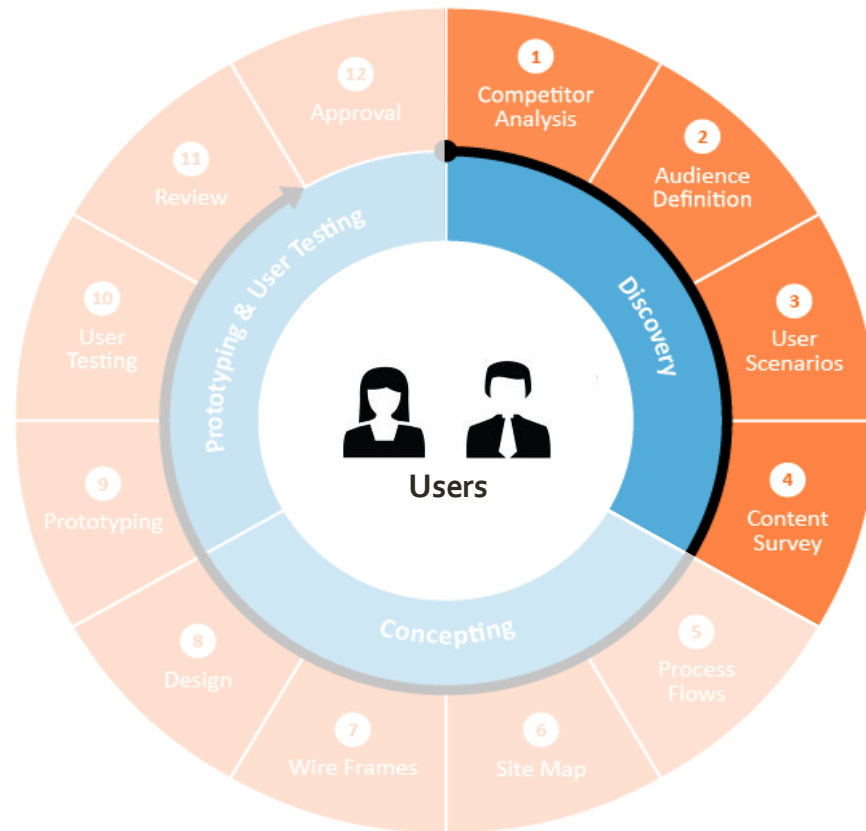 1
Competitor
Analysis
2
Audience
Definition
3
User
Scenarios
4
Content
Survey
5
Process
Flows
6
Site Map
7
Wire Frames
8
Design
9
Prototyping
10
User
Testing
11
Review
12
Approval
Discovery
Concepting
Prototyping & User Testing
Users